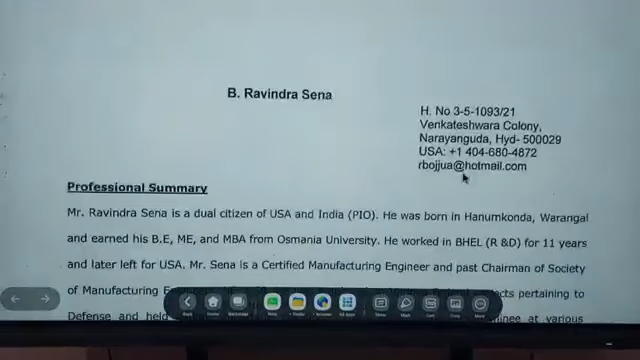 B. Ravindra Sena
H. No 3-5-1093/21
Venkateshwara Colony,
Narayanguda, Hyd- 500029
USA: +1 404-680-4872
rbojjua@hotmail.com
Professional Summary
Mr. Ravindra Sena is a dual citizen of USA and India (PIO). He was born in Hanumkonda, Warangal
and earned his B.E, ME, and MBA from Osmania University. He worked in BHEL (R &D) for 11 years
and later left for USA. Mr. Sena is a Certified Manufacturing Engineer and past Chairman of Society
of Manufacturing
pertaining to
Defense and held
at various
Back
Home